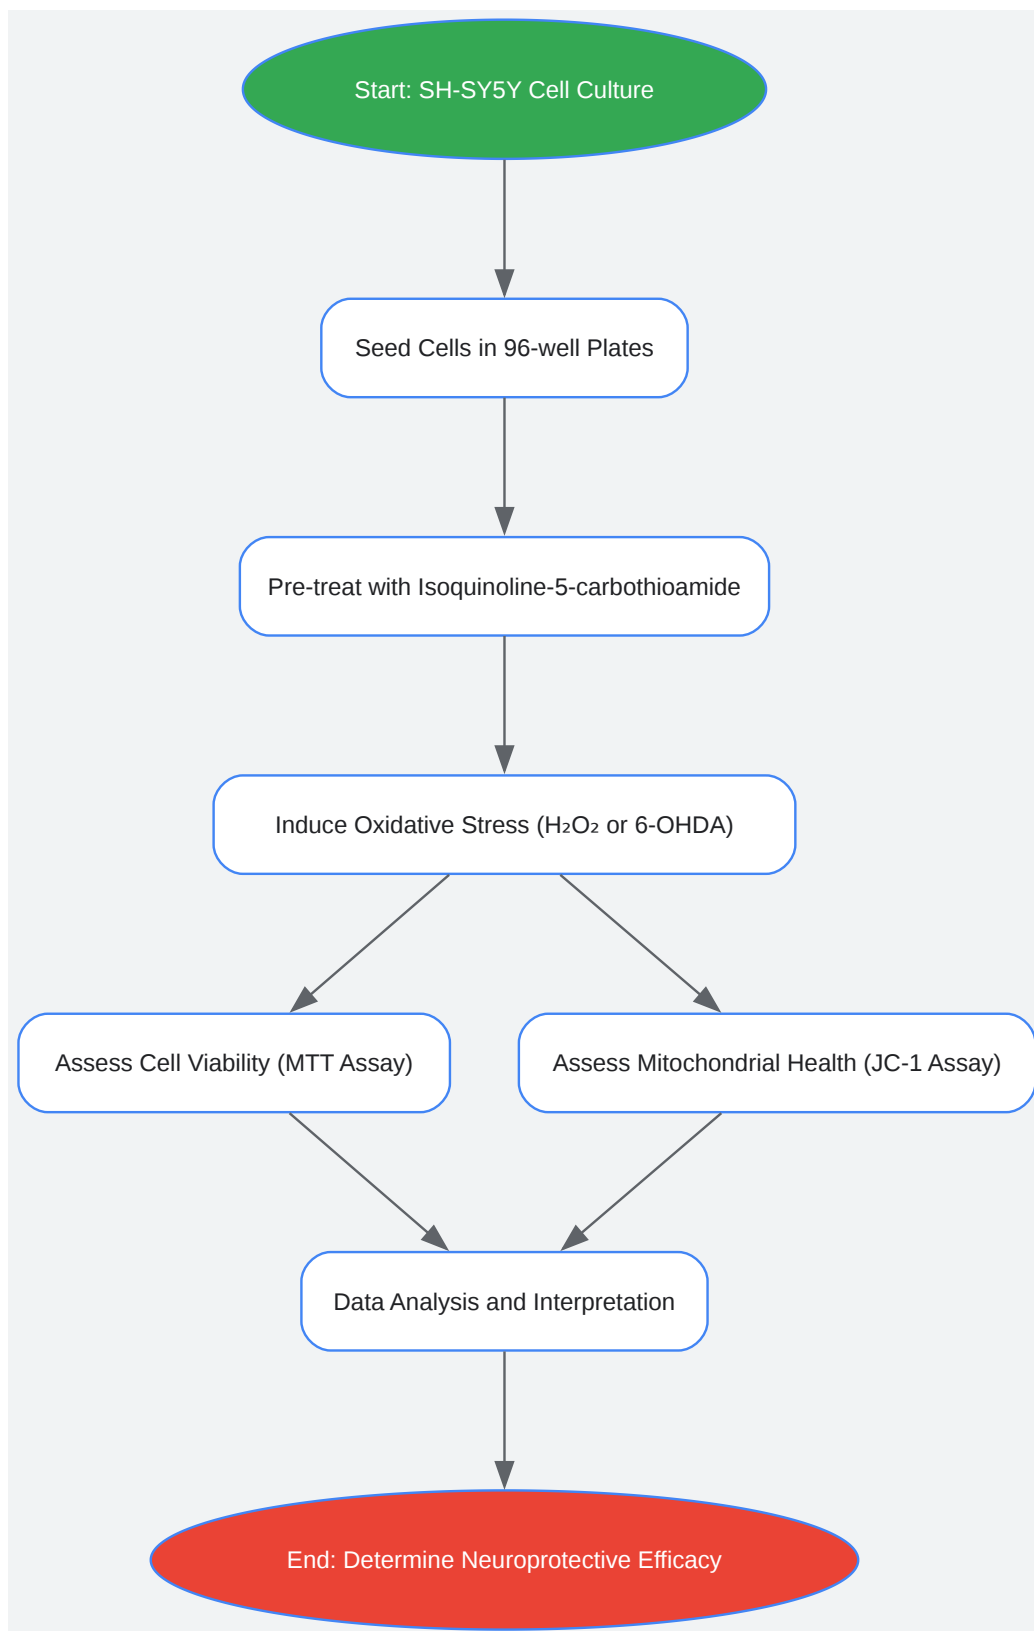 Start: SH-SY5Y Cell Culture
Seed Cells in 96-well Plates
Pre-treat with Isoquinoline-5-carbothioamide
Induce Oxidative Stress (H₂O₂ or 6-OHDA)
Assess Cell Viability (MTT Assay)
Assess Mitochondrial Health (JC-1 Assay)
Data Analysis and Interpretation
End: Determine Neuroprotective Efficacy